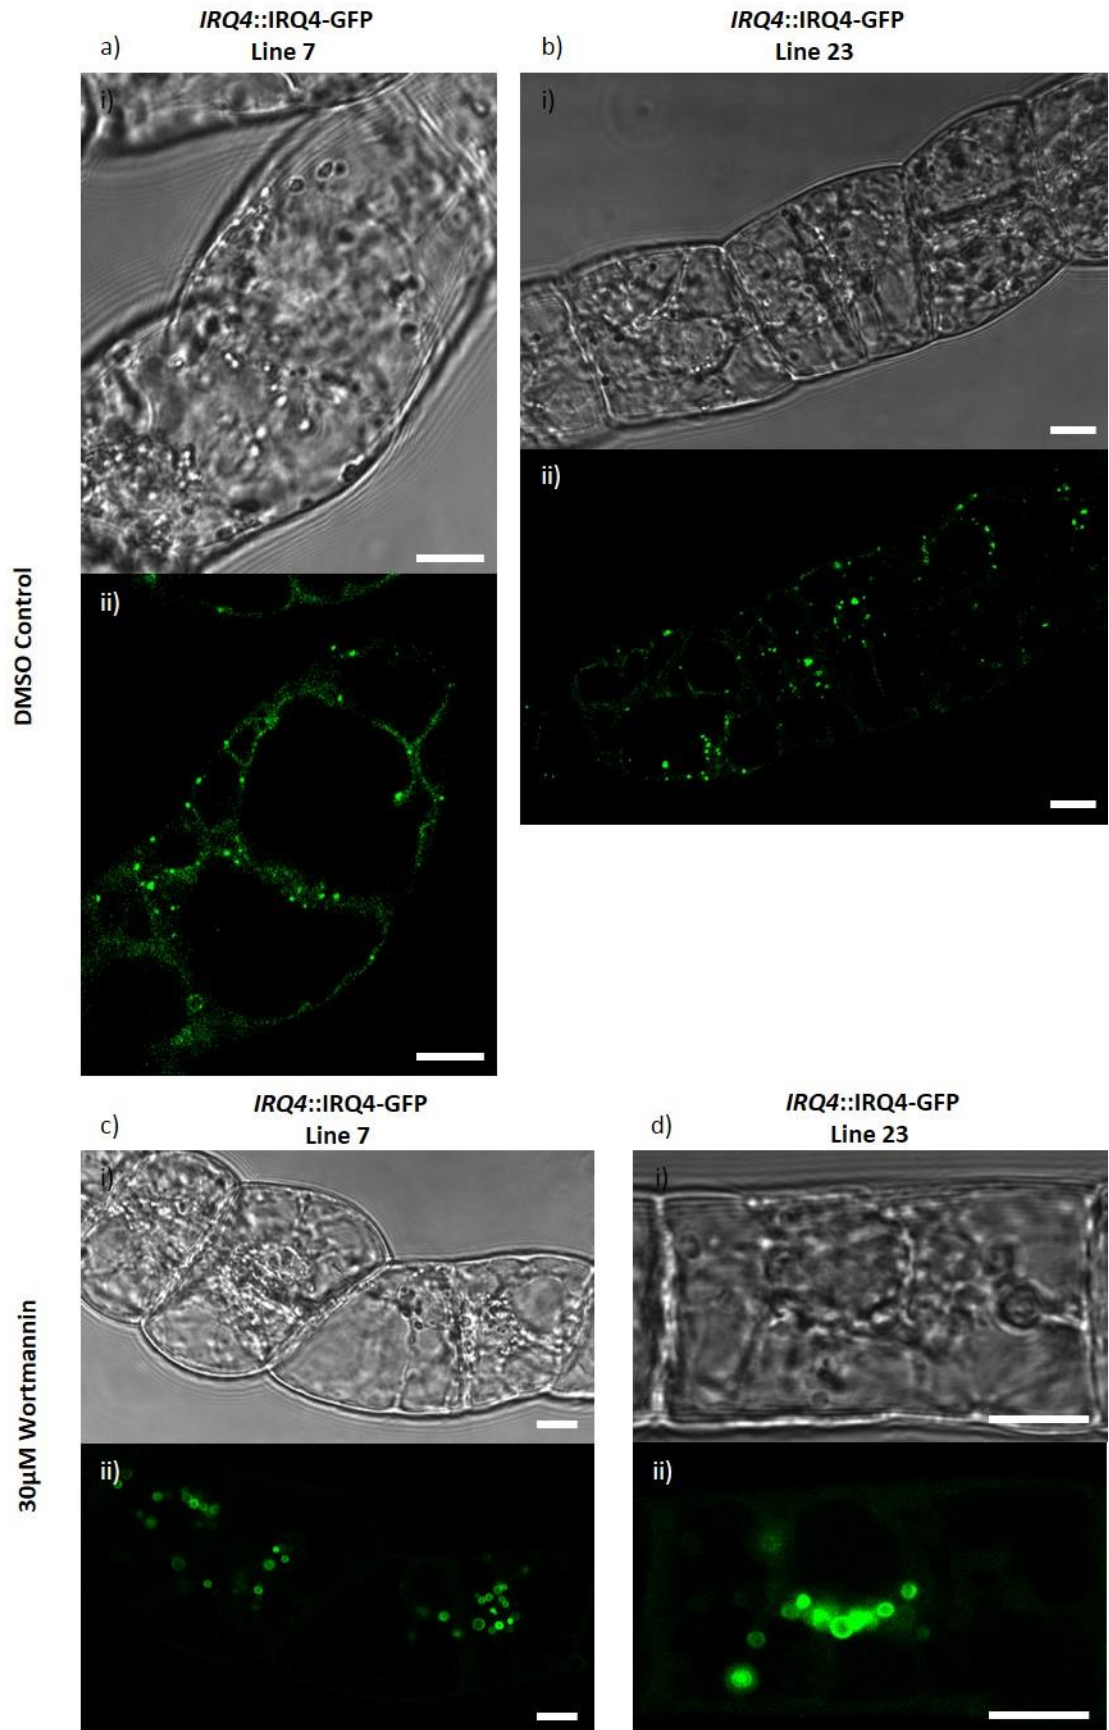 IRQ4::IRQ4-GFP
Line 7
a)
IRQ4::IRQ4-GFP
Line 23
b)
i)
i)
ii)
ii)
DMSO Control
IRQ4::IRQ4-GFP
Line 7
c)
IRQ4::IRQ4-GFP
Line 23
d)
i)
i)
ii)
ii)
30µM Wortmannin